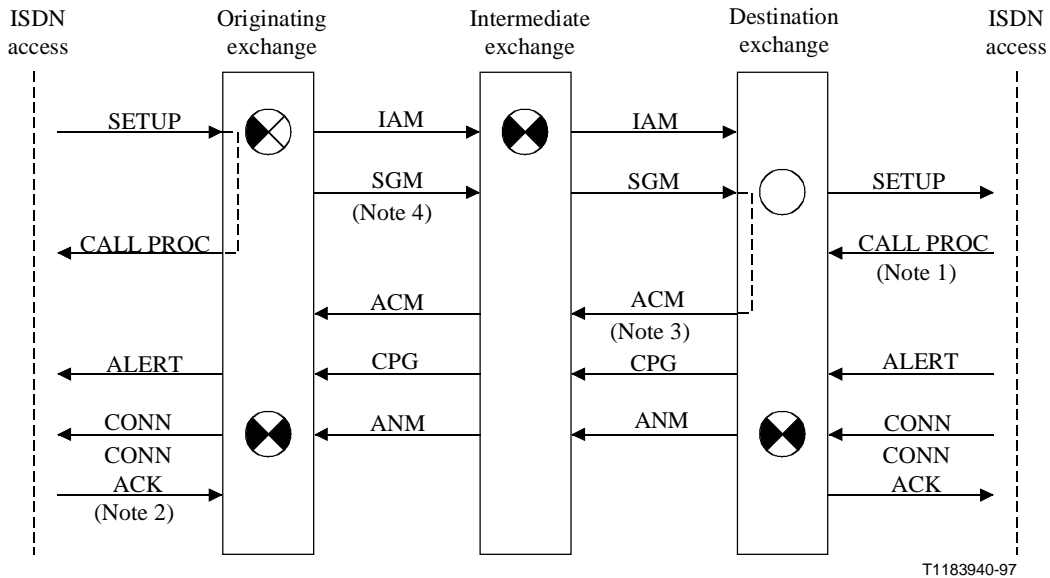 ISDN access
Originating exchange
Intermediate exchange
Destination exchange
ISDN access
SETUP
IAM
IAM
SGM
(Note 4)
SGM
SETUP
CALL PROC
CALL PROC
(Note 1)
ACM
ACM
(Note 3)
ALERT
CPG
CPG
ALERT
CONN
ANM
ANM
CONN
CONN
ACK
(Note 2)
CONN
ACK
T1183940-97